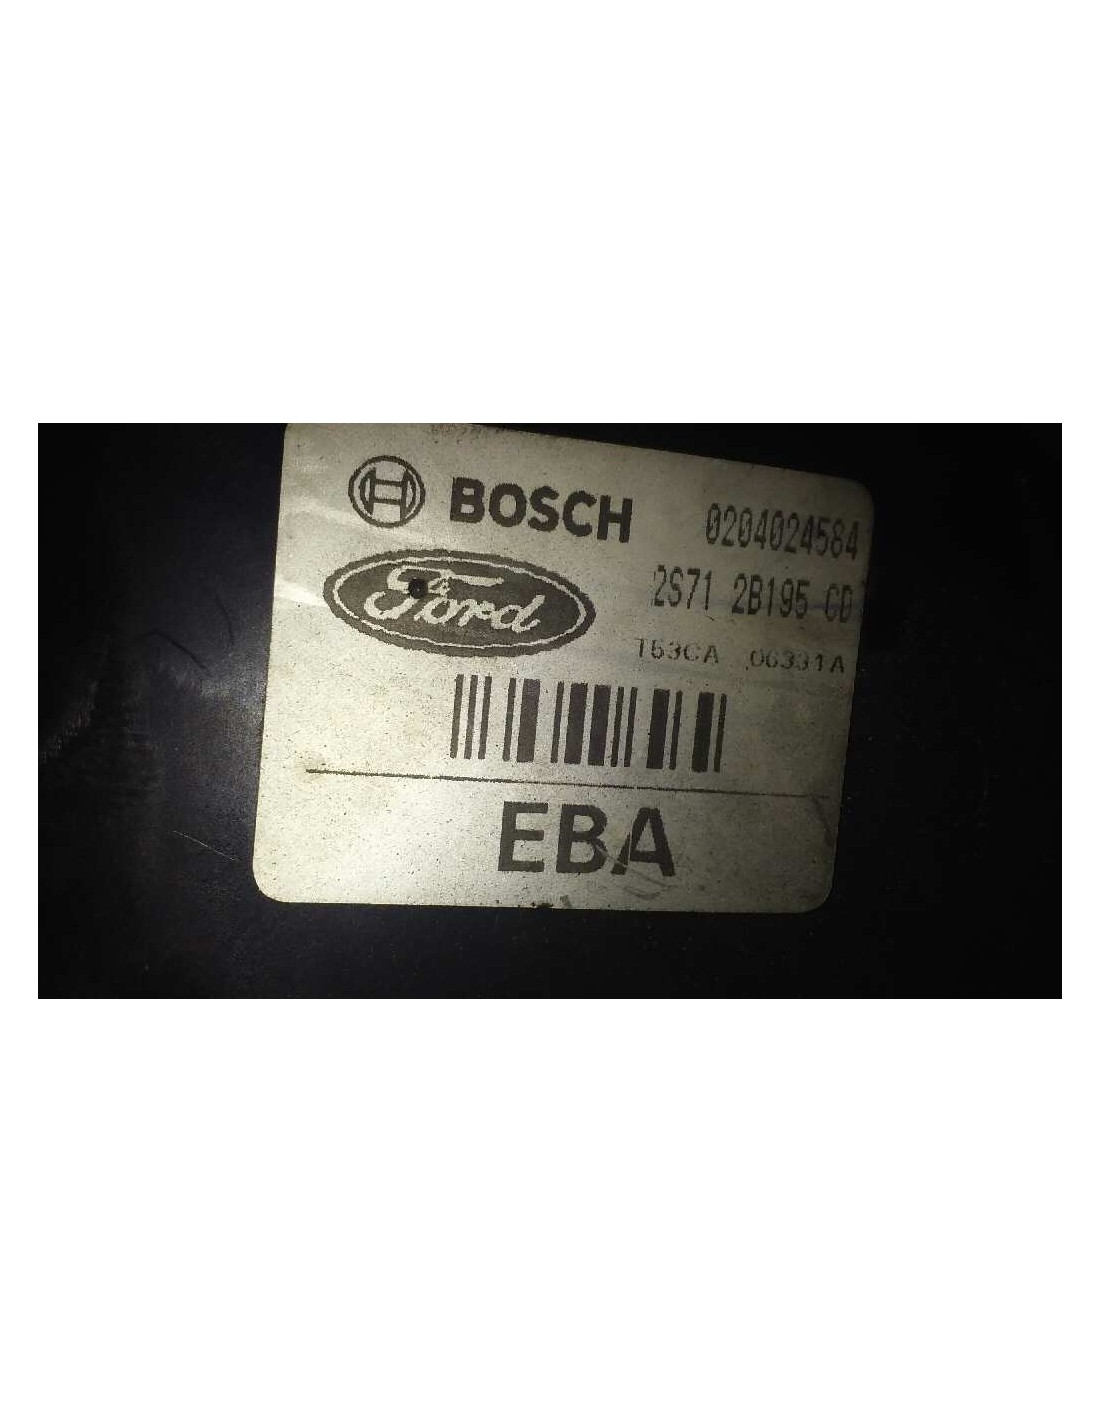 BOSCH 0204024584
Ford 2S71 2B195 CD
T53CA 06331A
EBA